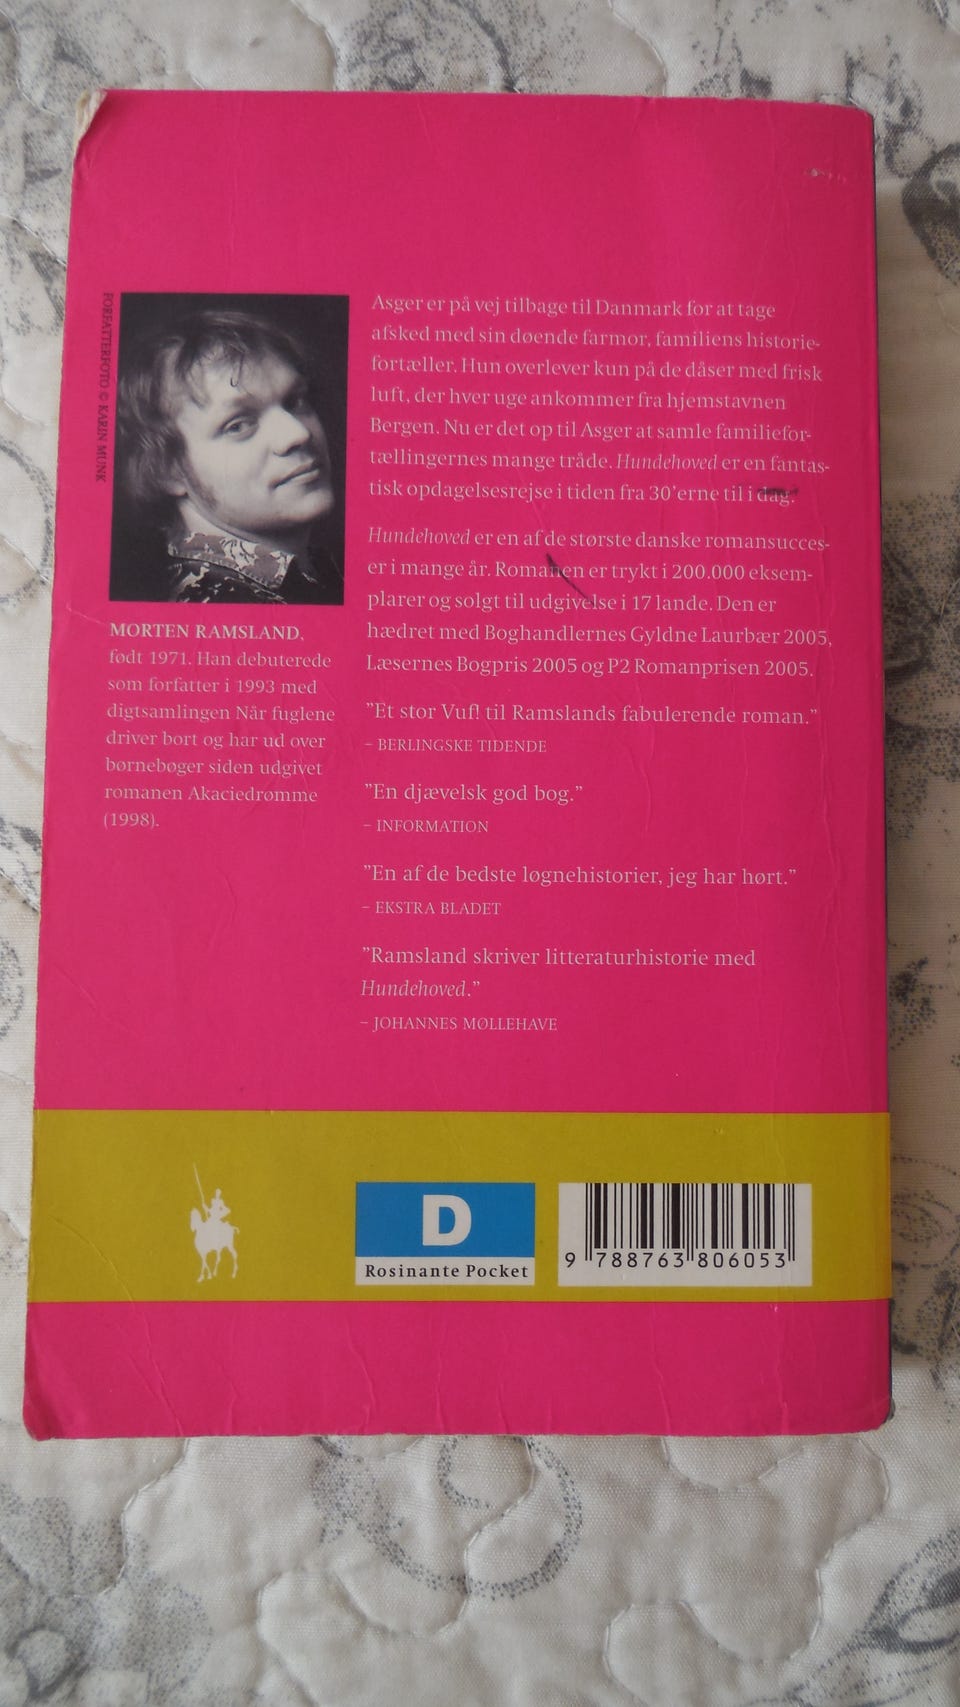 FORFATTERFOTO © KARIN MUNK
MORTEN RAMSLAND,
født 1971. Han debuterede
som forfatter i 1993 med
digtsamlingen Når fuglene
driver bort og har ud over
børnebøger siden udgivet
romanen Akaciedrømme
(1998).
Asger er på vej tilbage til Danmark for at tage
afsked med sin døende farmor, familiens historie-
fortæller. Hun overlever kun på de dåser med frisk
luft, der hver uge ankommer fra hjemstavnen
Bergen. Nu er det op til Asger at samle familiefor-
tællingernes mange tråde. Hundehoved er en fantas-
tisk opdagelsesrejse i tiden fra 30'erne til i dag.
Hundehoved er en af de største danske romansucces-
er i mange år. Romanen er trykt i 200.000 eksem-
plarer og solgt til udgivelse i 17 lande. Den er
hædret med Boghandlernes Gyldne Laurbær 2005,
Læsernes Bogpris 2005 og P2 Romanprisen 2005.
”Et stor Vuf! til Ramslands fabulerende roman.”
– BERLINGSKE TIDENDE
”En djævelsk god bog.”
– INFORMATION
”En af de bedste løgnehistorier, jeg har hørt.”
– EKSTRA BLADET
”Ramsland skriver litteraturhistorie med
Hundehoved.”
– JOHANNES MØLLEHAVE
D
Rosinante Pocket
9 788763 806053